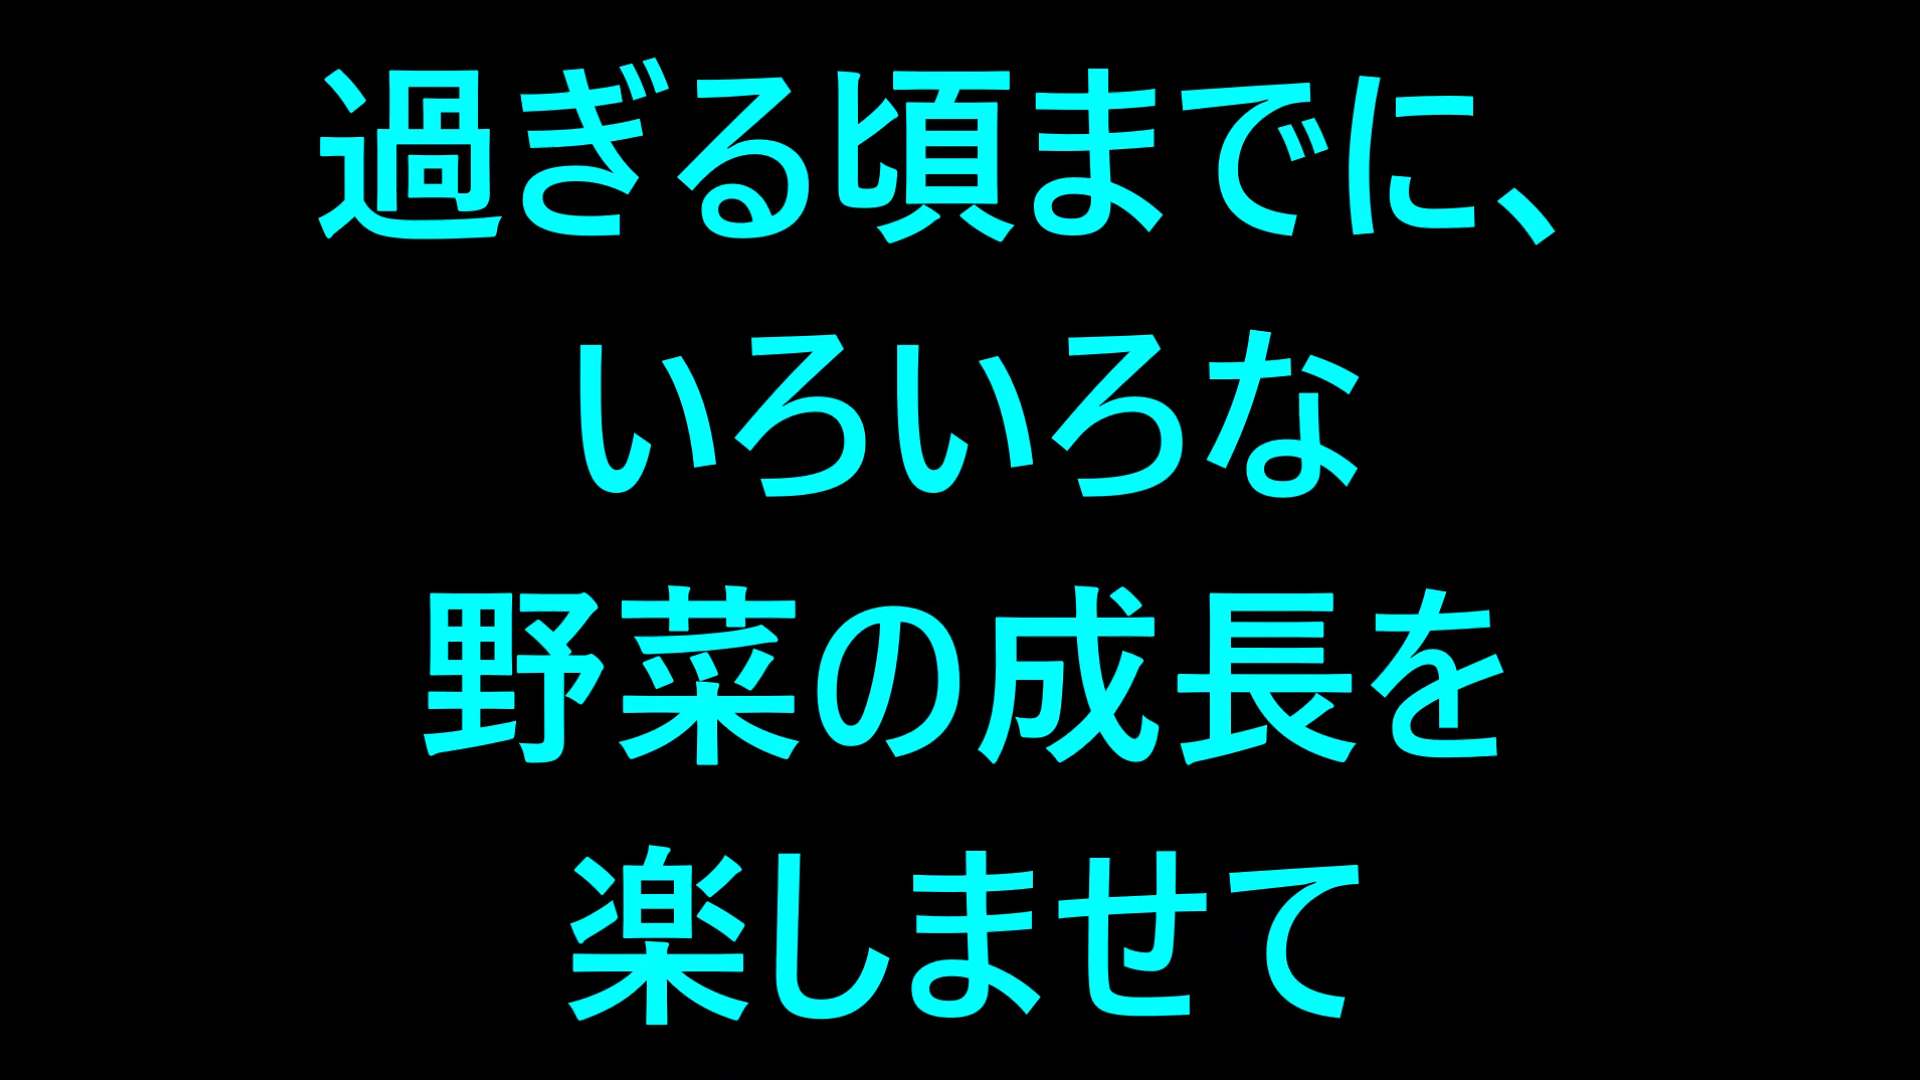 過ぎる頃までに、
いろいろな
野菜の成長を
楽しませて